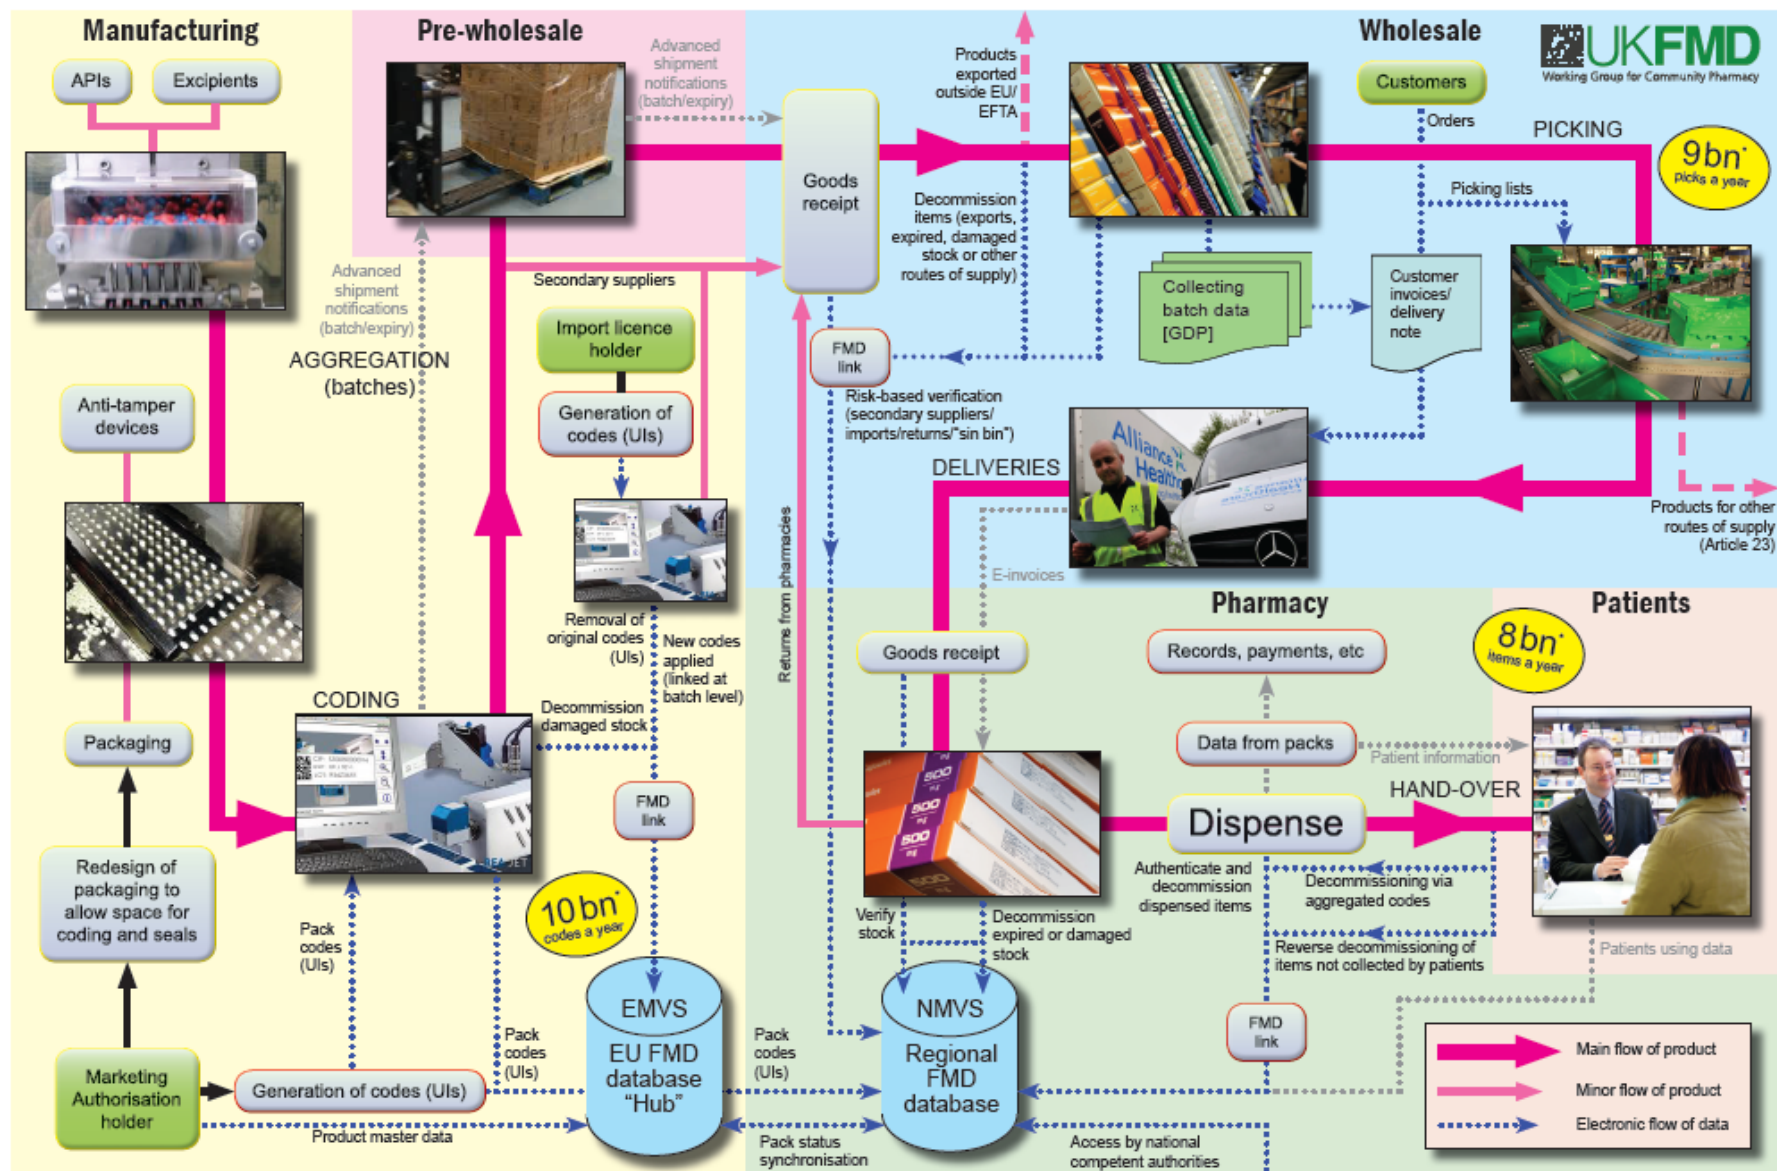 Manufacturing
APIs
Excipients
Pre-wholesale
Advanced
shipment
notifications
(batch/expiry)
Goods
receipt
Products
exported
outside EU/
EFTA
Wholesale
UKFMD
Working Group for Community Pharmacy
Customers
Orders
PICKING
9bn*
picks a year
Picking lists
Decommission
items (exports,
expired, damaged
stock or other
routes of supply)
Collecting
batch data
[GDP]
Customer
invoices/
delivery
note
Advanced
shipment
notifications
(batch/expiry)
AGGREGATION
(batches)
Secondary suppliers
Import licence
holder
Generation of
codes (UIs)
FMD
link
Risk-based verification
(secondary suppliers/
imports/returns/"sin bin")
DELIVERIES
Alliance
Healthc
Products for other
routes of supply
(Article 23)
Anti-tamper
devices
Returns from pharmacies
E-invoices
Removal of
original codes
(UIs)
New codes
applied
(linked at
batch level)
Pharmacy
Patients
8bn*
items a year
Goods receipt
Records, payments, etc
Packaging
CODING
Decommission
damaged stock
Data from packs
Patient information
HAND-OVER
FMD
link
500
500
500
Dispense
Redesign of
packaging to
allow space for
coding and seals
10bn*
codes a year
Pack
codes
(UIs)
Verify
stock
Decommission
expired or damaged
stock
Authenticate and
decommission
dispensed items
Decommissioning via
aggregated codes
Reverse decommissioning of
items not collected by patients
Patients using data
EMVS
EU FMD
database
“Hub”
NMVS
Regional
FMD
database
FMD
link
Pack
codes
(UIs)
Pack
codes
(UIs)
Marketing
Authorisation
holder
Generation of codes (UIs)
Product master data
Pack status
synchronisation
Access by national
competent authorities
Main flow of product
Minor flow of product
Electronic flow of data